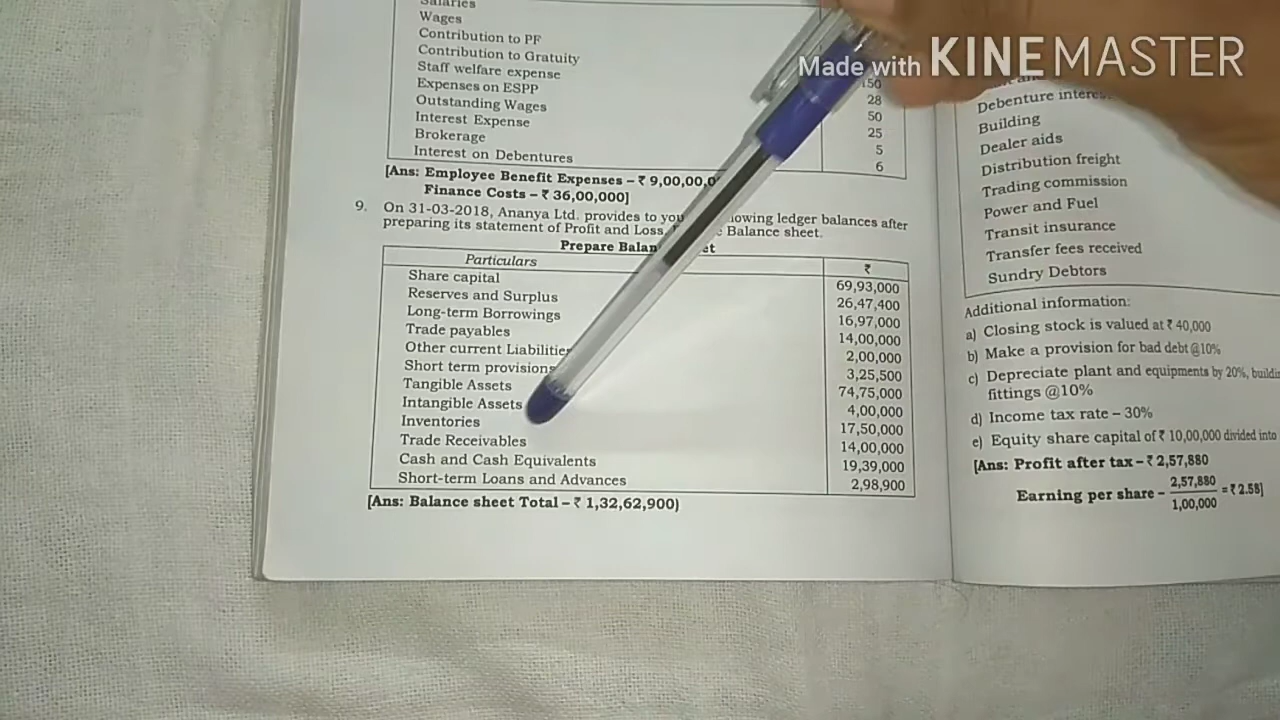 Made with KINEMASTER
Salaries
Wages
Contribution to PF
Contribution to Gratuity
Staff welfare expense
Expenses on ESPP 150
Outstanding Wages 28
Interest Expense 50
Brokerage 25
Interest on Debentures 5
6
[Ans: Employee Benefit Expenses – ₹ 9,00,00,0
Finance Costs – ₹ 36,00,000]
9. On 31-03-2018, Ananya Ltd. provides to you lowing ledger balances after
preparing its statement of Profit and Loss, Balance sheet.
Prepare Balan et
Particulars ₹
Share capital 69,93,000
Reserves and Surplus 26,47,400
Long-term Borrowings 16,97,000
Trade payables 14,00,000
Other current Liabilities 2,00,000
Short term provisions 3,25,500
Tangible Assets 74,75,000
Intangible Assets 4,00,000
Inventories 17,50,000
Trade Receivables 14,00,000
Cash and Cash Equivalents 19,39,000
Short-term Loans and Advances 2,98,900
[Ans: Balance sheet Total – ₹ 1,32,62,900)
Debenture interes
Building
Dealer aids
Distribution freight
Trading commission
Power and Fuel
Transit insurance
Transfer fees received
Sundry Debtors
Additional information:
a) Closing stock is valued at ₹ 40,000
b) Make a provision for bad debt @10%
c) Depreciate plant and equipments by 20%, buildin
fittings @10%
d) Income tax rate – 30%
e) Equity share capital of ₹ 10,00,000 divided into
[Ans: Profit after tax – ₹ 2,57,880
Earning per share – 2,57,880 / 1,00,000 = ₹ 2.58]